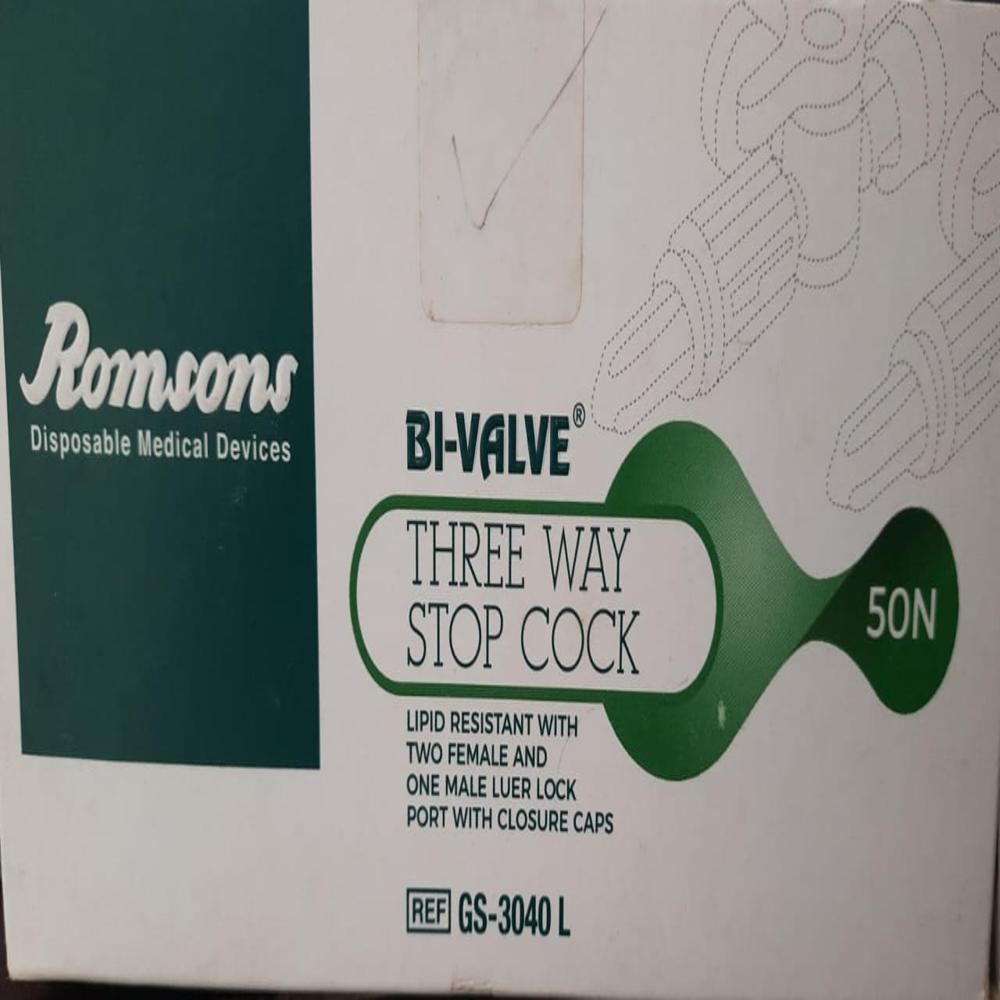 Romsons
Disposable Medical Devices
BI-VALVE®
THREE WAY
STOP COCK
50N
LIPID RESISTANT WITH
TWO FEMALE AND
ONE MALE LUER LOCK
PORT WITH CLOSURE CAPS
REF GS-3040 L